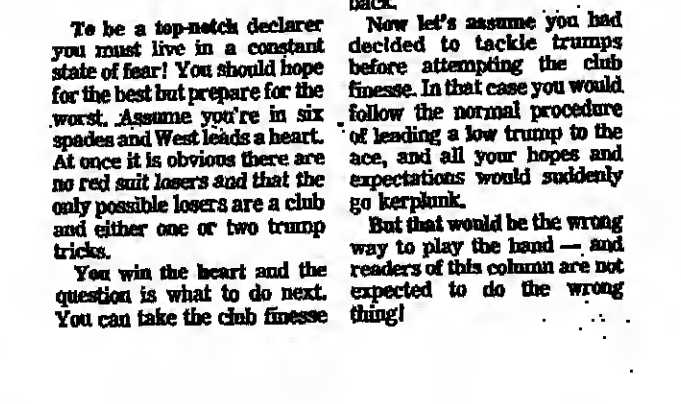 To be a top-notch declarer
you must live in a constant
state of fear! You should hope
for the best but prepare for the
worst. Assume you're in six
spades and West leads a heart.
At once it is obvious there are
no red suit losers and that the
only possible losers are a club
and either one or two trump
tricks.
You win the heart and the
question is what to do next.
You can take the club finesse
back.
Now let's assume you had
decided to tackle trumps
before attempting the club
finesse. In that case you would
follow the normal procedure
of leading a low trump to the
ace, and all your hopes and
expectations would suddenly
go kerplunk.
But that would be the wrong
way to play the hand — and
readers of this column are not
expected to do the wrong
thing!